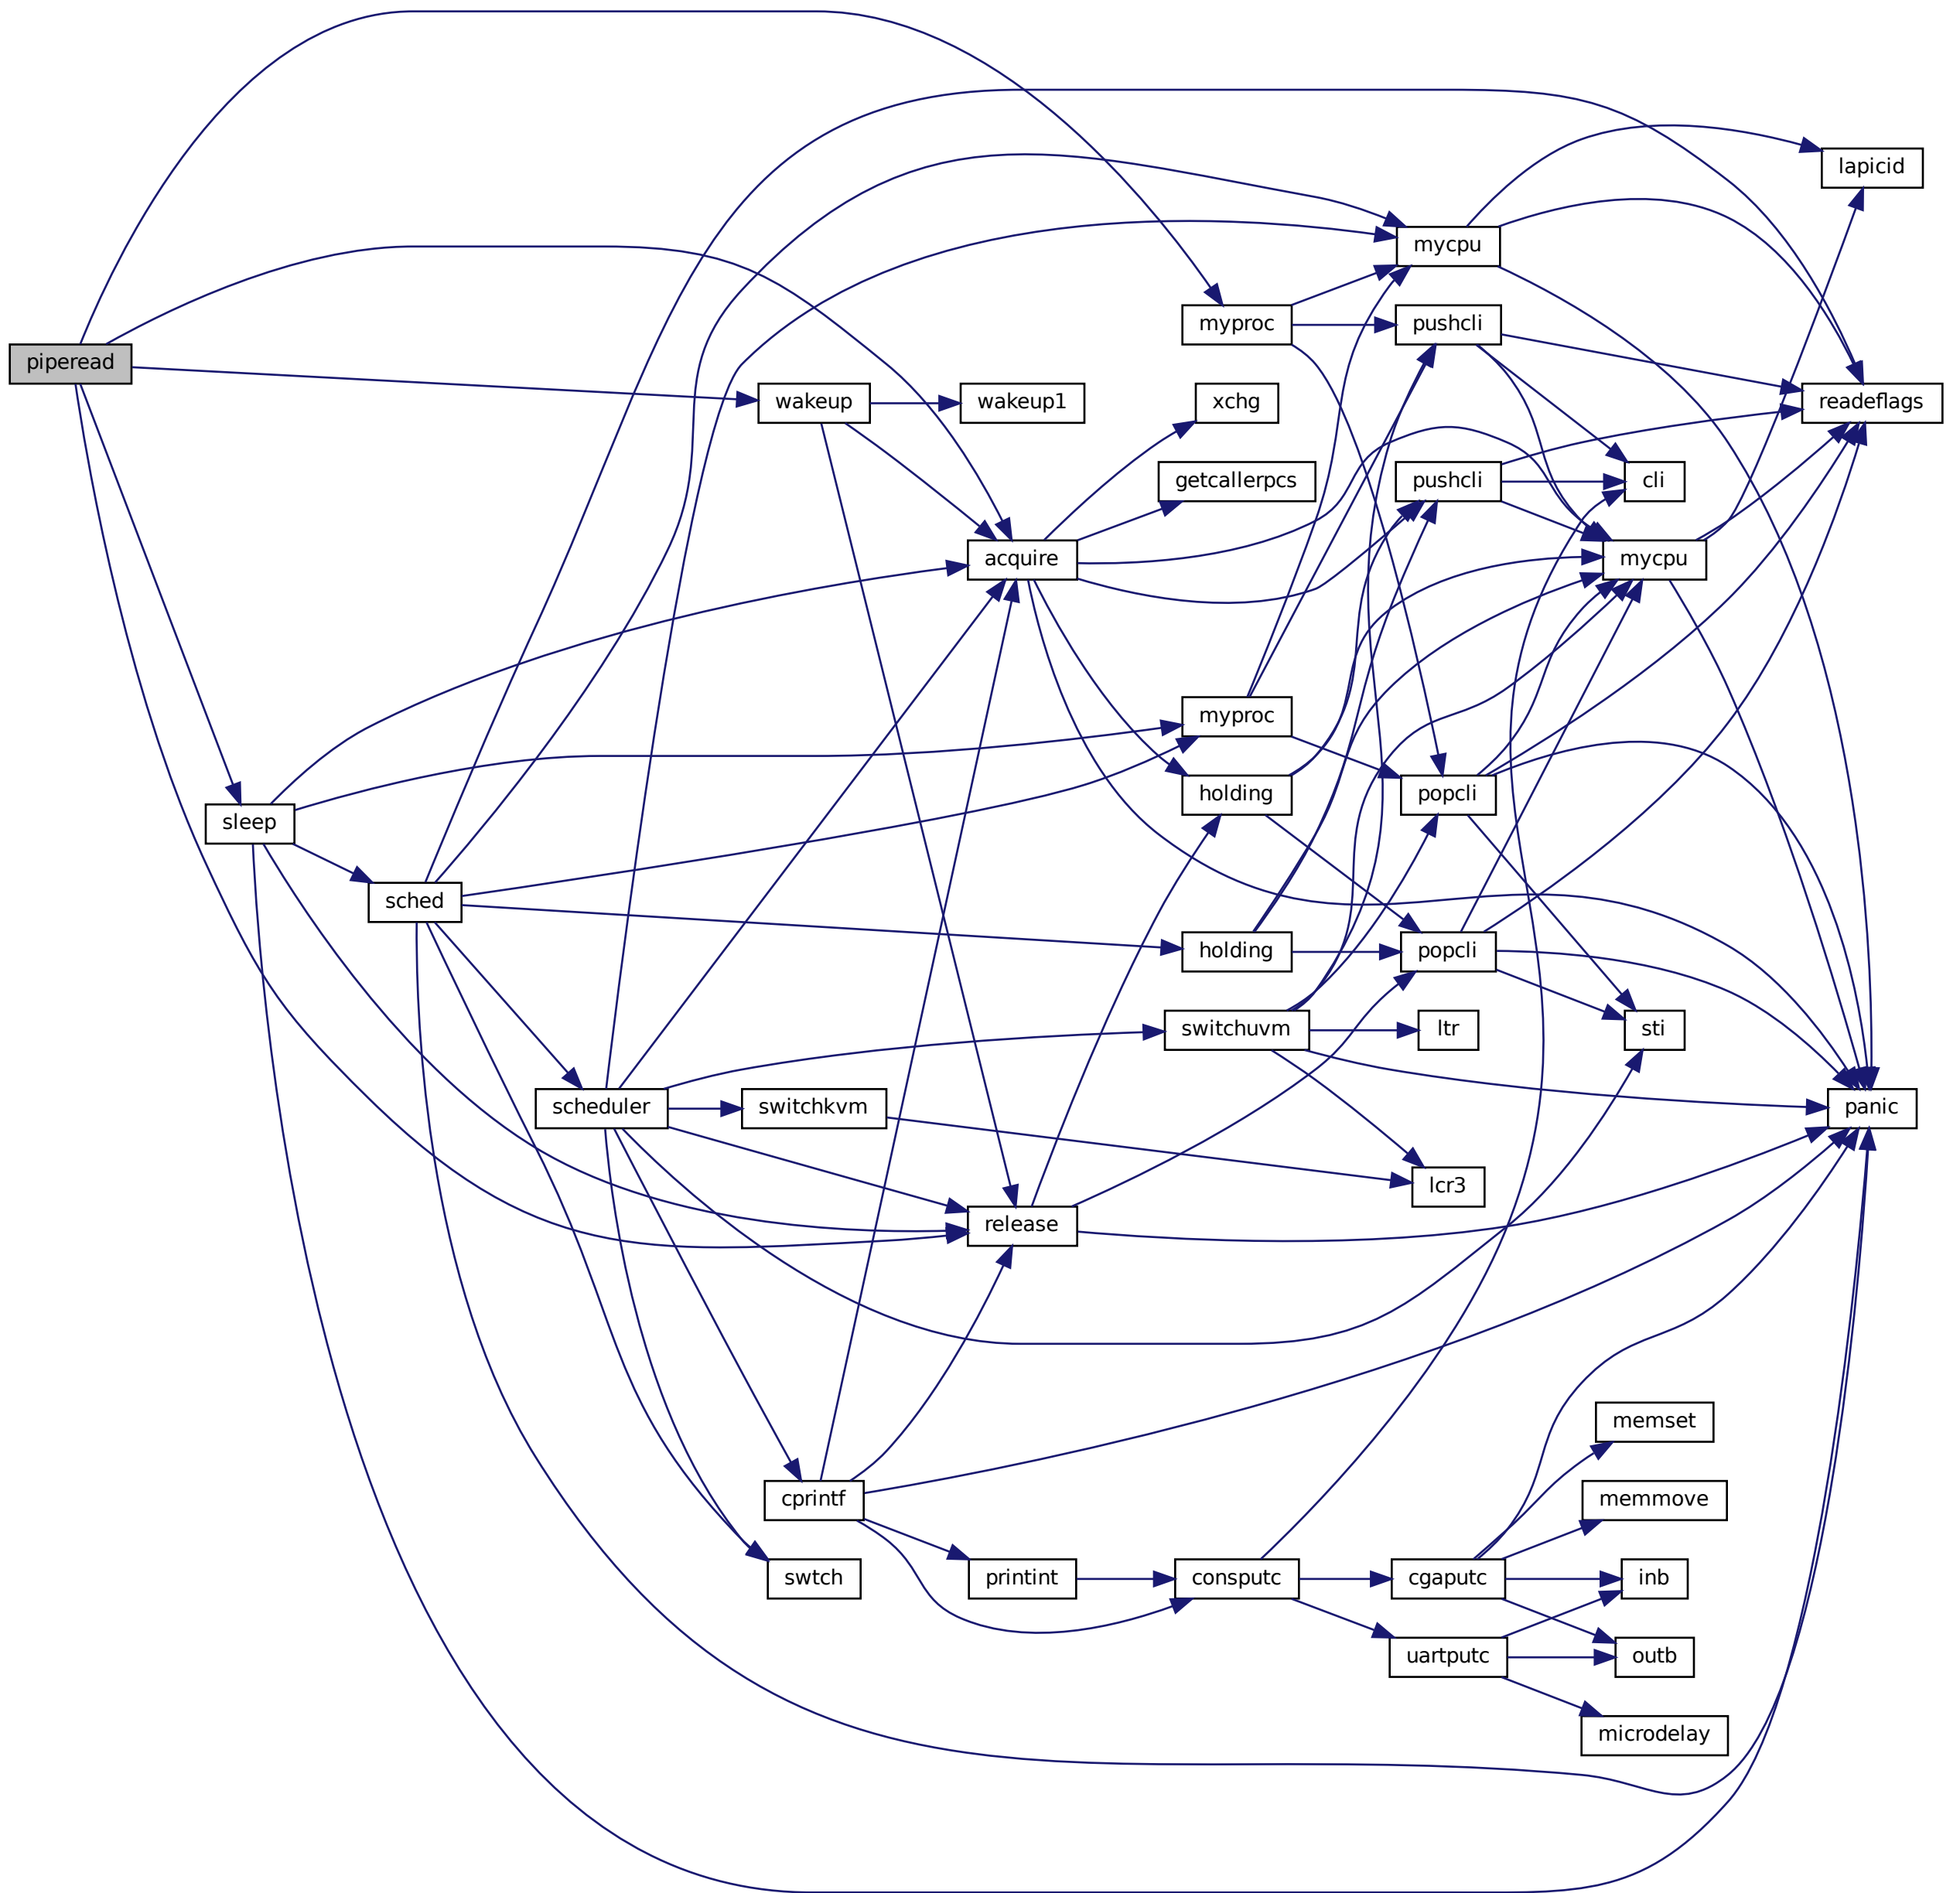 lapicid
mycpu
myproc
pushcli
piperead
wakeup
wakeup1
xchg
readeflags
getcallerpcs
pushcli
cli
acquire
mycpu
myproc
holding
popcli
sleep
sched
holding
popcli
switchuvm
ltr
sti
scheduler
switchkvm
panic
lcr3
release
memset
cprintf
memmove
swtch
printint
consputc
cgaputc
inb
uartputc
outb
microdelay